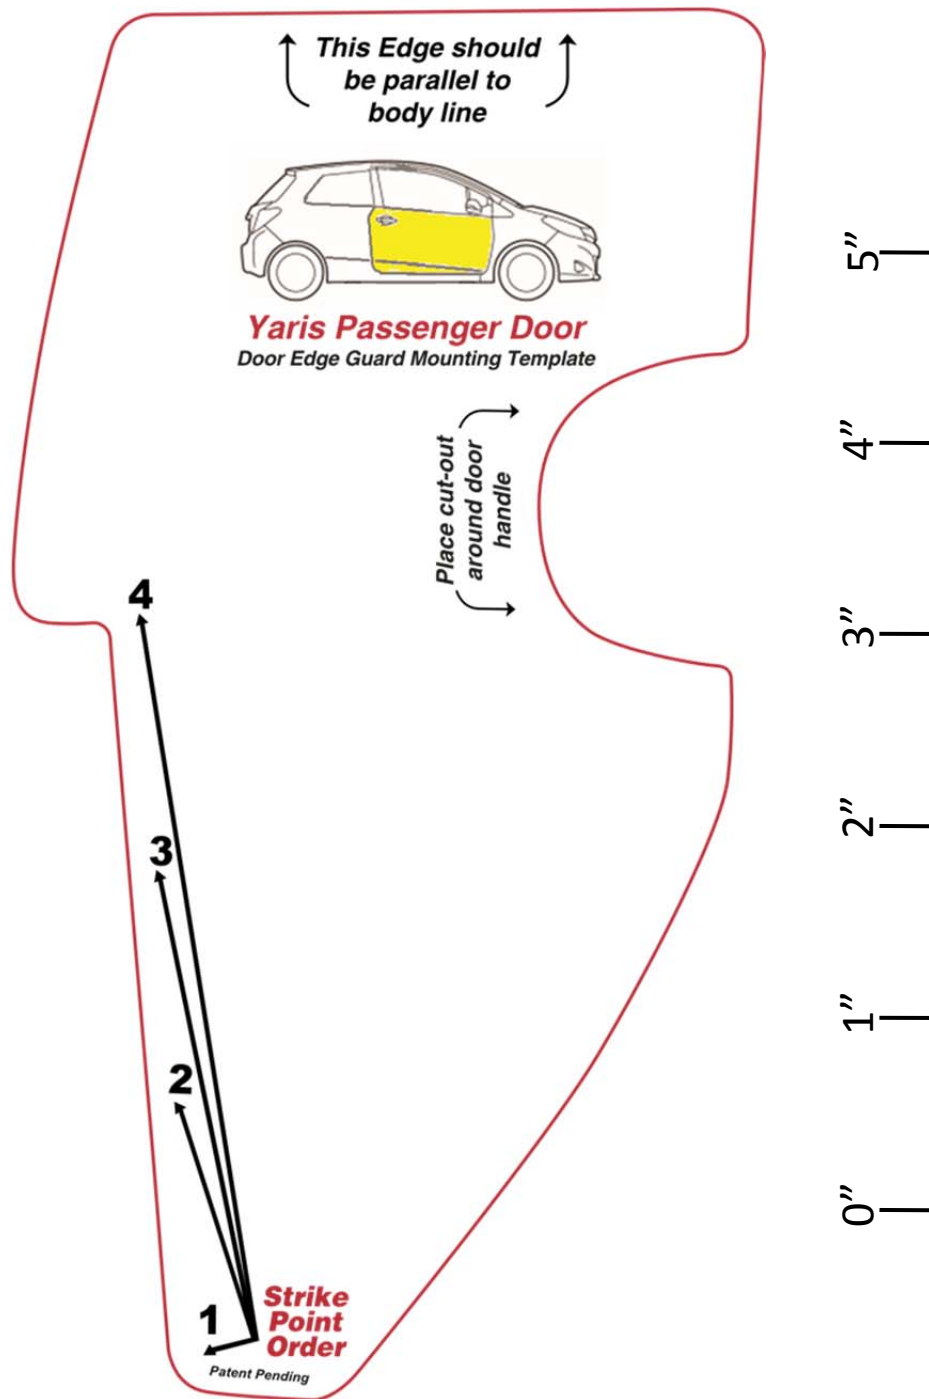 This Edge should
be parallel to
body line
Yaris Passenger Door
Door Edge Guard Mounting Template
5”
Place cut-out
around door
handle
4”
3”
4
3
2”
2
1”
0”
1
Strike
Point
Order
Patent Pending